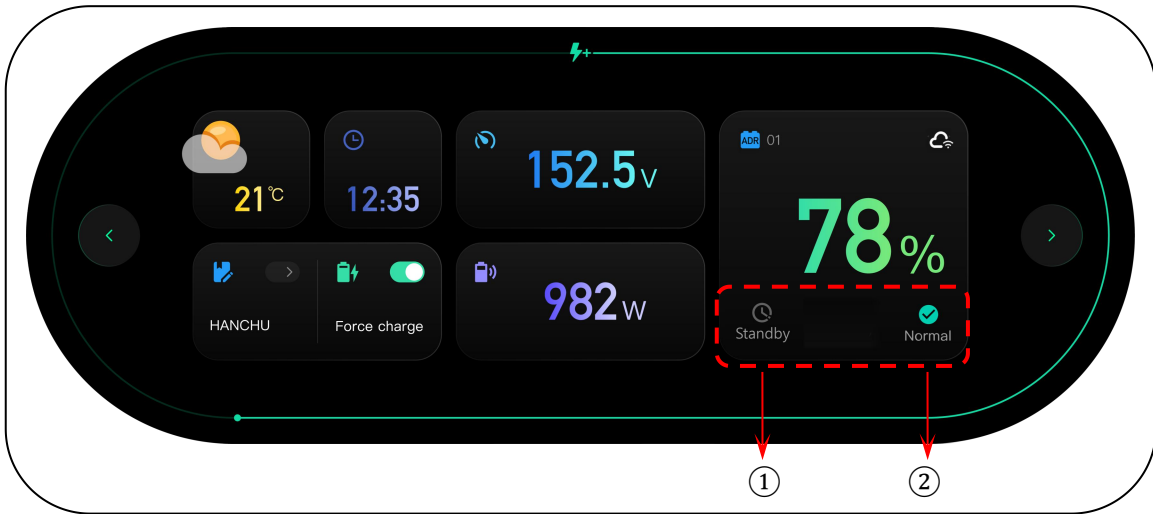 21℃
12:35
152.5V
ADR 01
78%
HANCHU
Force charge
982W
Standby
Normal
①
②